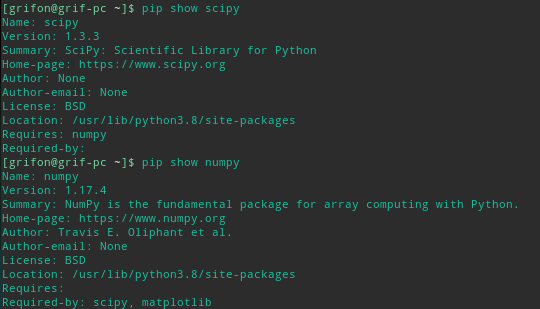 [grifon@grif-pc ~]$ pip show scipy
Name: scipy
Version: 1.3.3
Summary: SciPy: Scientific Library for Python
Home-page: https://www.scipy.org
Author: None
Author-email: None
License: BSD
Location: /usr/lib/python3.8/site-packages
Requires: numpy
Required-by:
[grifon@grif-pc ~]$ pip show numpy
Name: numpy
Version: 1.17.4
Summary: NumPy is the fundamental package for array computing with Python.
Home-page: https://www.numpy.org
Author: Travis E. Oliphant et al.
Author-email: None
License: BSD
Location: /usr/lib/python3.8/site-packages
Requires:
Required-by: scipy, matplotlib